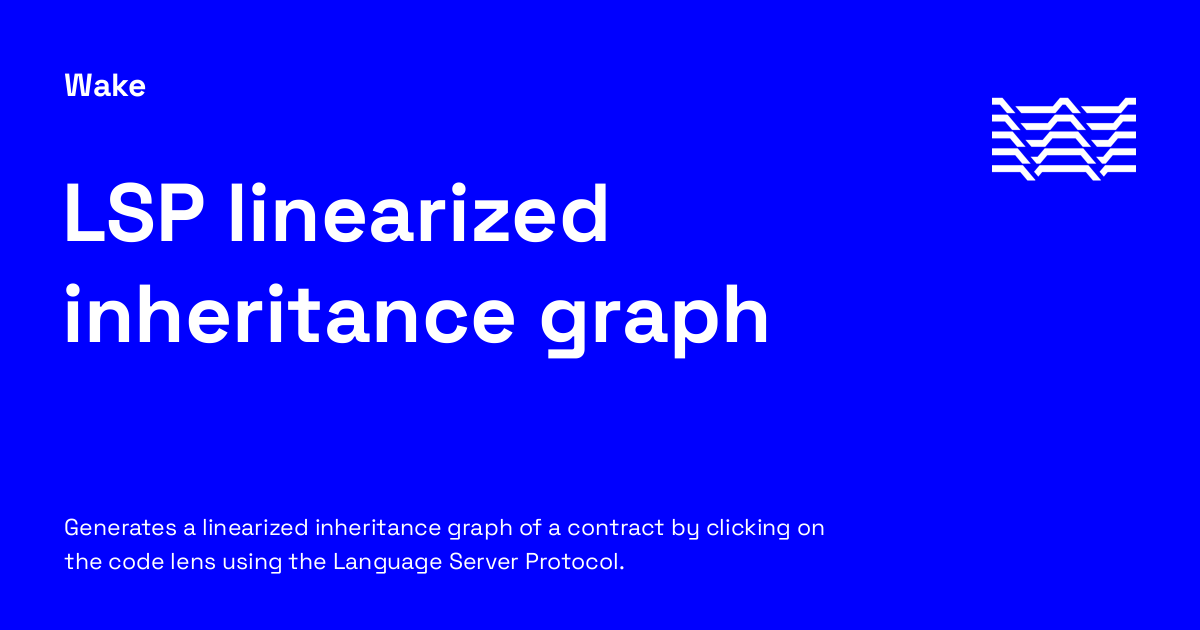 Wake
LSP linearized
inheritance graph
Generates a linearized inheritance graph of a contract by clicking on
the code lens using the Language Server Protocol.